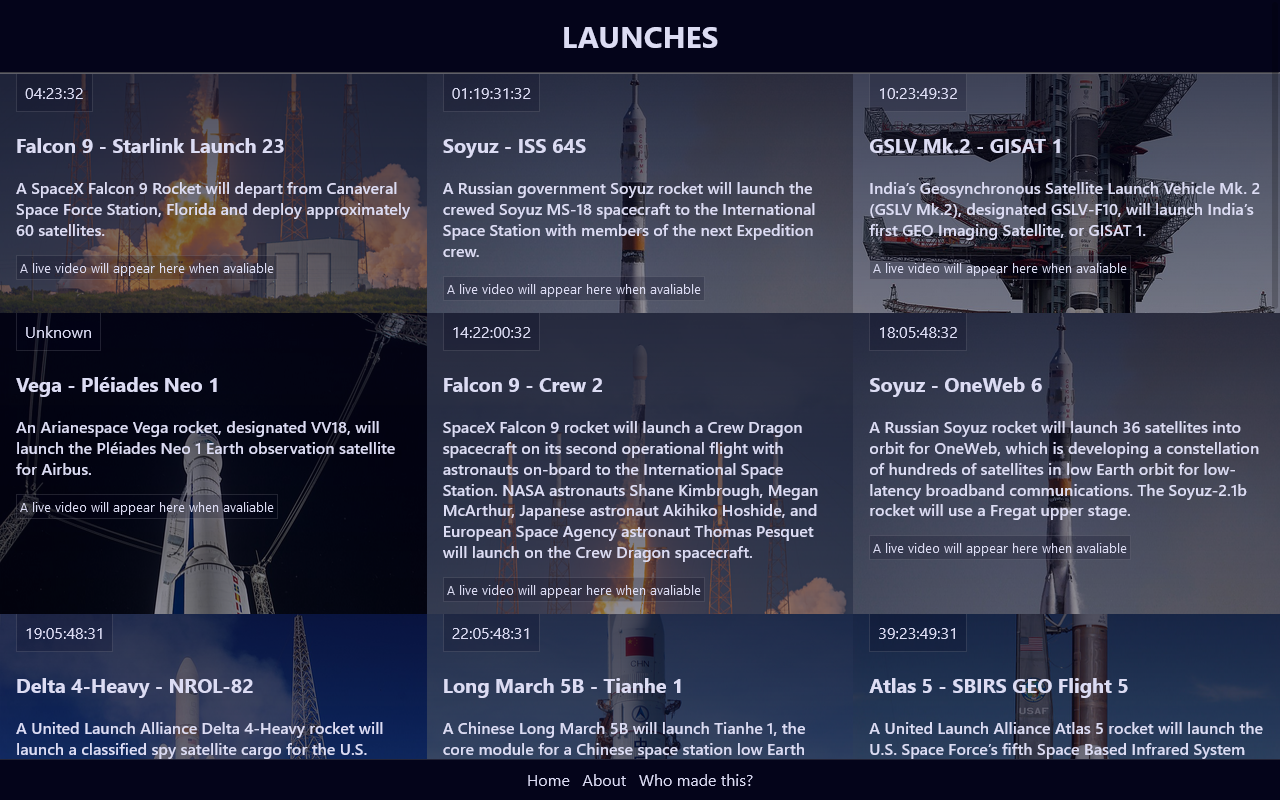 LAUNCHES
04:23:32
Falcon 9 - Starlink Launch 23
A SpaceX Falcon 9 Rocket will depart from Canaveral
Space Force Station, Florida and deploy approximately
60 satellites.
A live video will appear here when avaliable
01:19:31:32
Soyuz - ISS 64S
A Russian government Soyuz rocket will launch the
crewed Soyuz MS-18 spacecraft to the International
Space Station with members of the next Expedition
crew.
A live video will appear here when avaliable
10:23:49:32
GSLV Mk.2 - GISAT 1
India’s Geosynchronous Satellite Launch Vehicle Mk. 2
(GSLV Mk.2), designated GSLV-F10, will launch India’s
first GEO Imaging Satellite, or GISAT 1.
A live video will appear here when avaliable
Unknown
Vega - Pléiades Neo 1
An Arianespace Vega rocket, designated VV18, will
launch the Pléiades Neo 1 Earth observation satellite
for Airbus.
A live video will appear here when avaliable
14:22:00:32
Falcon 9 - Crew 2
SpaceX Falcon 9 rocket will launch a Crew Dragon
spacecraft on its second operational flight with
astronauts on-board to the International Space
Station. NASA astronauts Shane Kimbrough, Megan
McArthur, Japanese astronaut Akihiko Hoshide, and
European Space Agency astronaut Thomas Pesquet
will launch on the Crew Dragon spacecraft.
A live video will appear here when avaliable
18:05:48:32
Soyuz - OneWeb 6
A Russian Soyuz rocket will launch 36 satellites into
orbit for OneWeb, which is developing a constellation
of hundreds of satellites in low Earth orbit for low-
latency broadband communications. The Soyuz-2.1b
rocket will use a Fregat upper stage.
A live video will appear here when avaliable
19:05:48:31
Delta 4-Heavy - NROL-82
A United Launch Alliance Delta 4-Heavy rocket will
launch a classified spy satellite cargo for the U.S.
22:05:48:31
CHIN
Long March 5B - Tianhe 1
A Chinese Long March 5B will launch Tianhe 1, the
core module for a Chinese space station low Earth
39:23:49:31
Atlas 5 - SBIRS GEO Flight 5
USAF
A United Launch Alliance Atlas 5 rocket will launch the
U.S. Space Force’s fifth Space Based Infrared System
Home About Who made this?